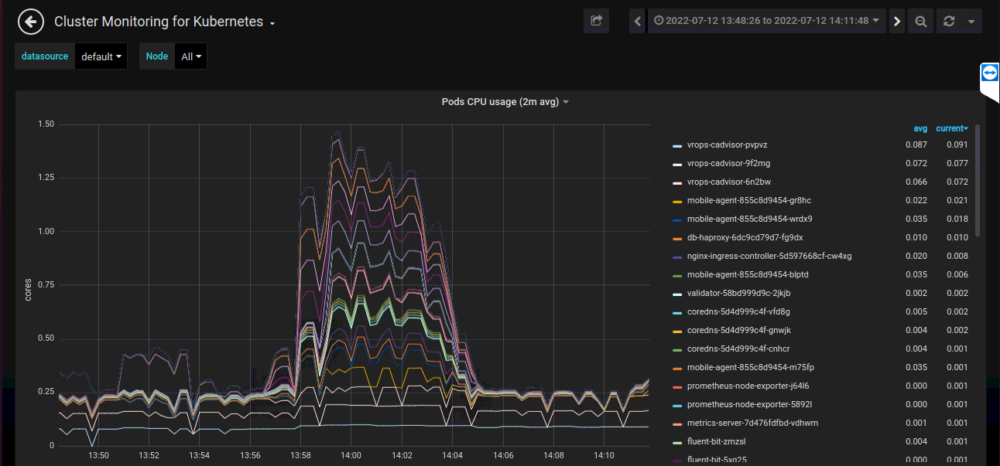 Cluster Monitoring for Kubernetes
2022-07-12 13:48:26 to 2022-07-12 14:11:48
datasource default Node All
Pods CPU usage (2m avg)
cores
1.50
1.25
1.00
0.75
0.50
0.25
0
13:50 13:52 13:54 13:56 13:58 14:00 14:02 14:04 14:06 14:08 14:10
avg current
vrops-cadvisor-pvpvz 0.087 0.091
vrops-cadvisor-9f2mg 0.072 0.077
vrops-cadvisor-6n2bw 0.066 0.072
mobile-agent-855c8d9454-gr8hc 0.022 0.021
mobile-agent-855c8d9454-wrdx9 0.035 0.018
db-haproxy-6dc9cd79d7-fg9dx 0.010 0.010
nginx-ingress-controller-5d597668cf-cw4xg 0.020 0.008
mobile-agent-855c8d9454-blptd 0.035 0.006
validator-58bd999d9c-2jkjb 0.002 0.002
coredns-5d4d999c4f-vfd8g 0.005 0.002
coredns-5d4d999c4f-gnwjk 0.004 0.002
coredns-5d4d999c4f-cnhcr 0.004 0.001
mobile-agent-855c8d9454-m75fp 0.035 0.001
prometheus-node-exporter-j64l6 0.000 0.001
prometheus-node-exporter-5892l 0.000 0.001
metrics-server-7d476fdfbd-vdhwm 0.001 0.001
fluent-bit-zmzsl 0.004 0.001
fluent-bit-5xg25 0.000 0.001